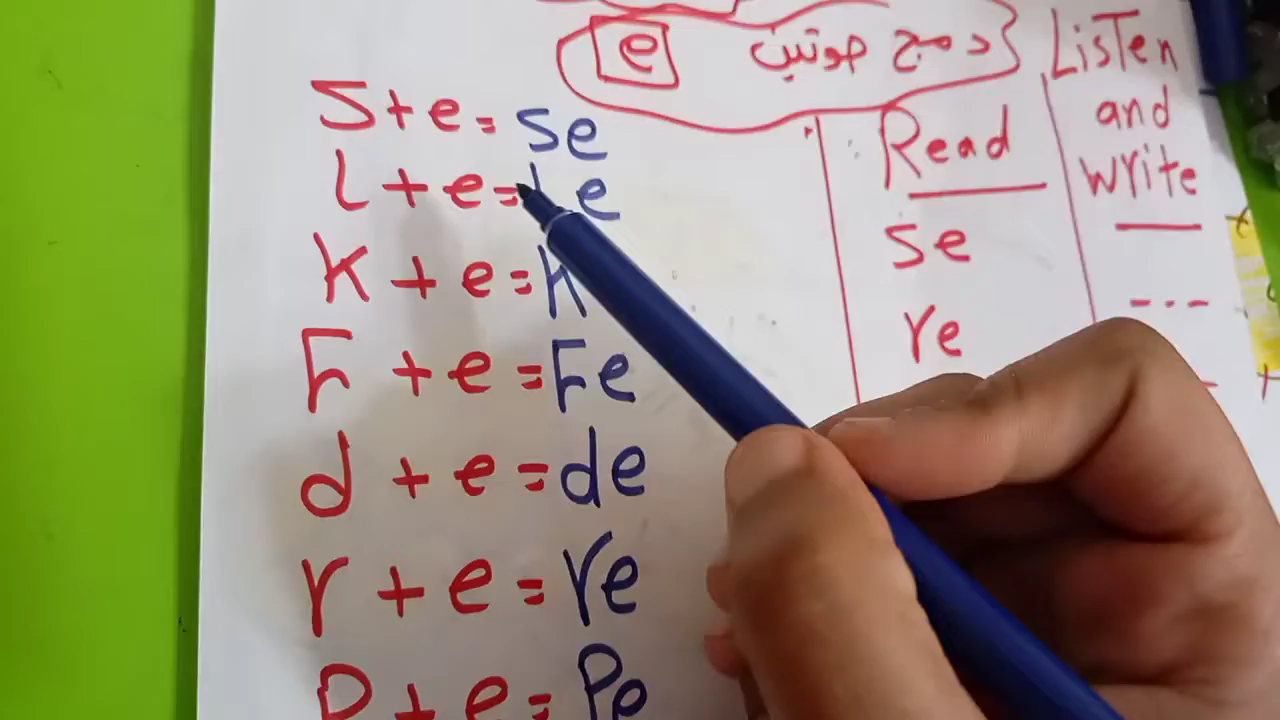 e دمج صوتين
S+e=se
L+e=Le
K+e=K
F+e=Fe
d+e=de
r+e=re
P+e=Pe
Read
se
re
Listen
and
write
---